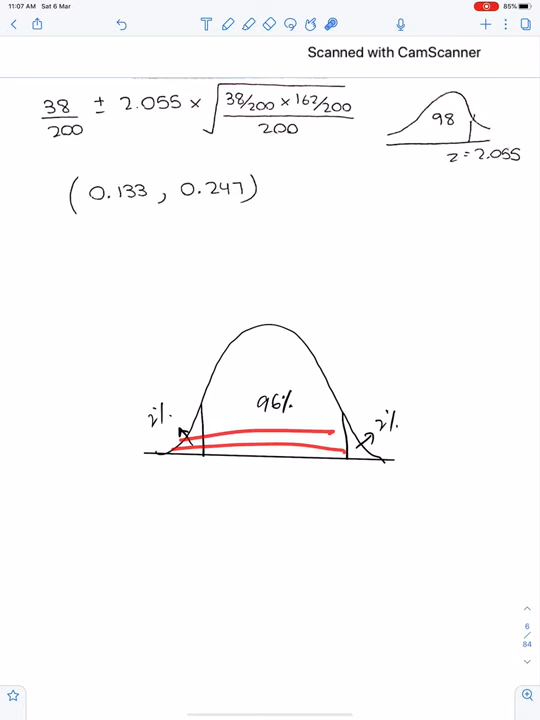 11:07 AM Sat 6 Mar
85%
Scanned with CamScanner
38/200 ± 2.055 × √(38/200 × 162/200 / 200)
98
z = 2.055
(0.133, 0.247)
96%
2%
2%
6
/
84